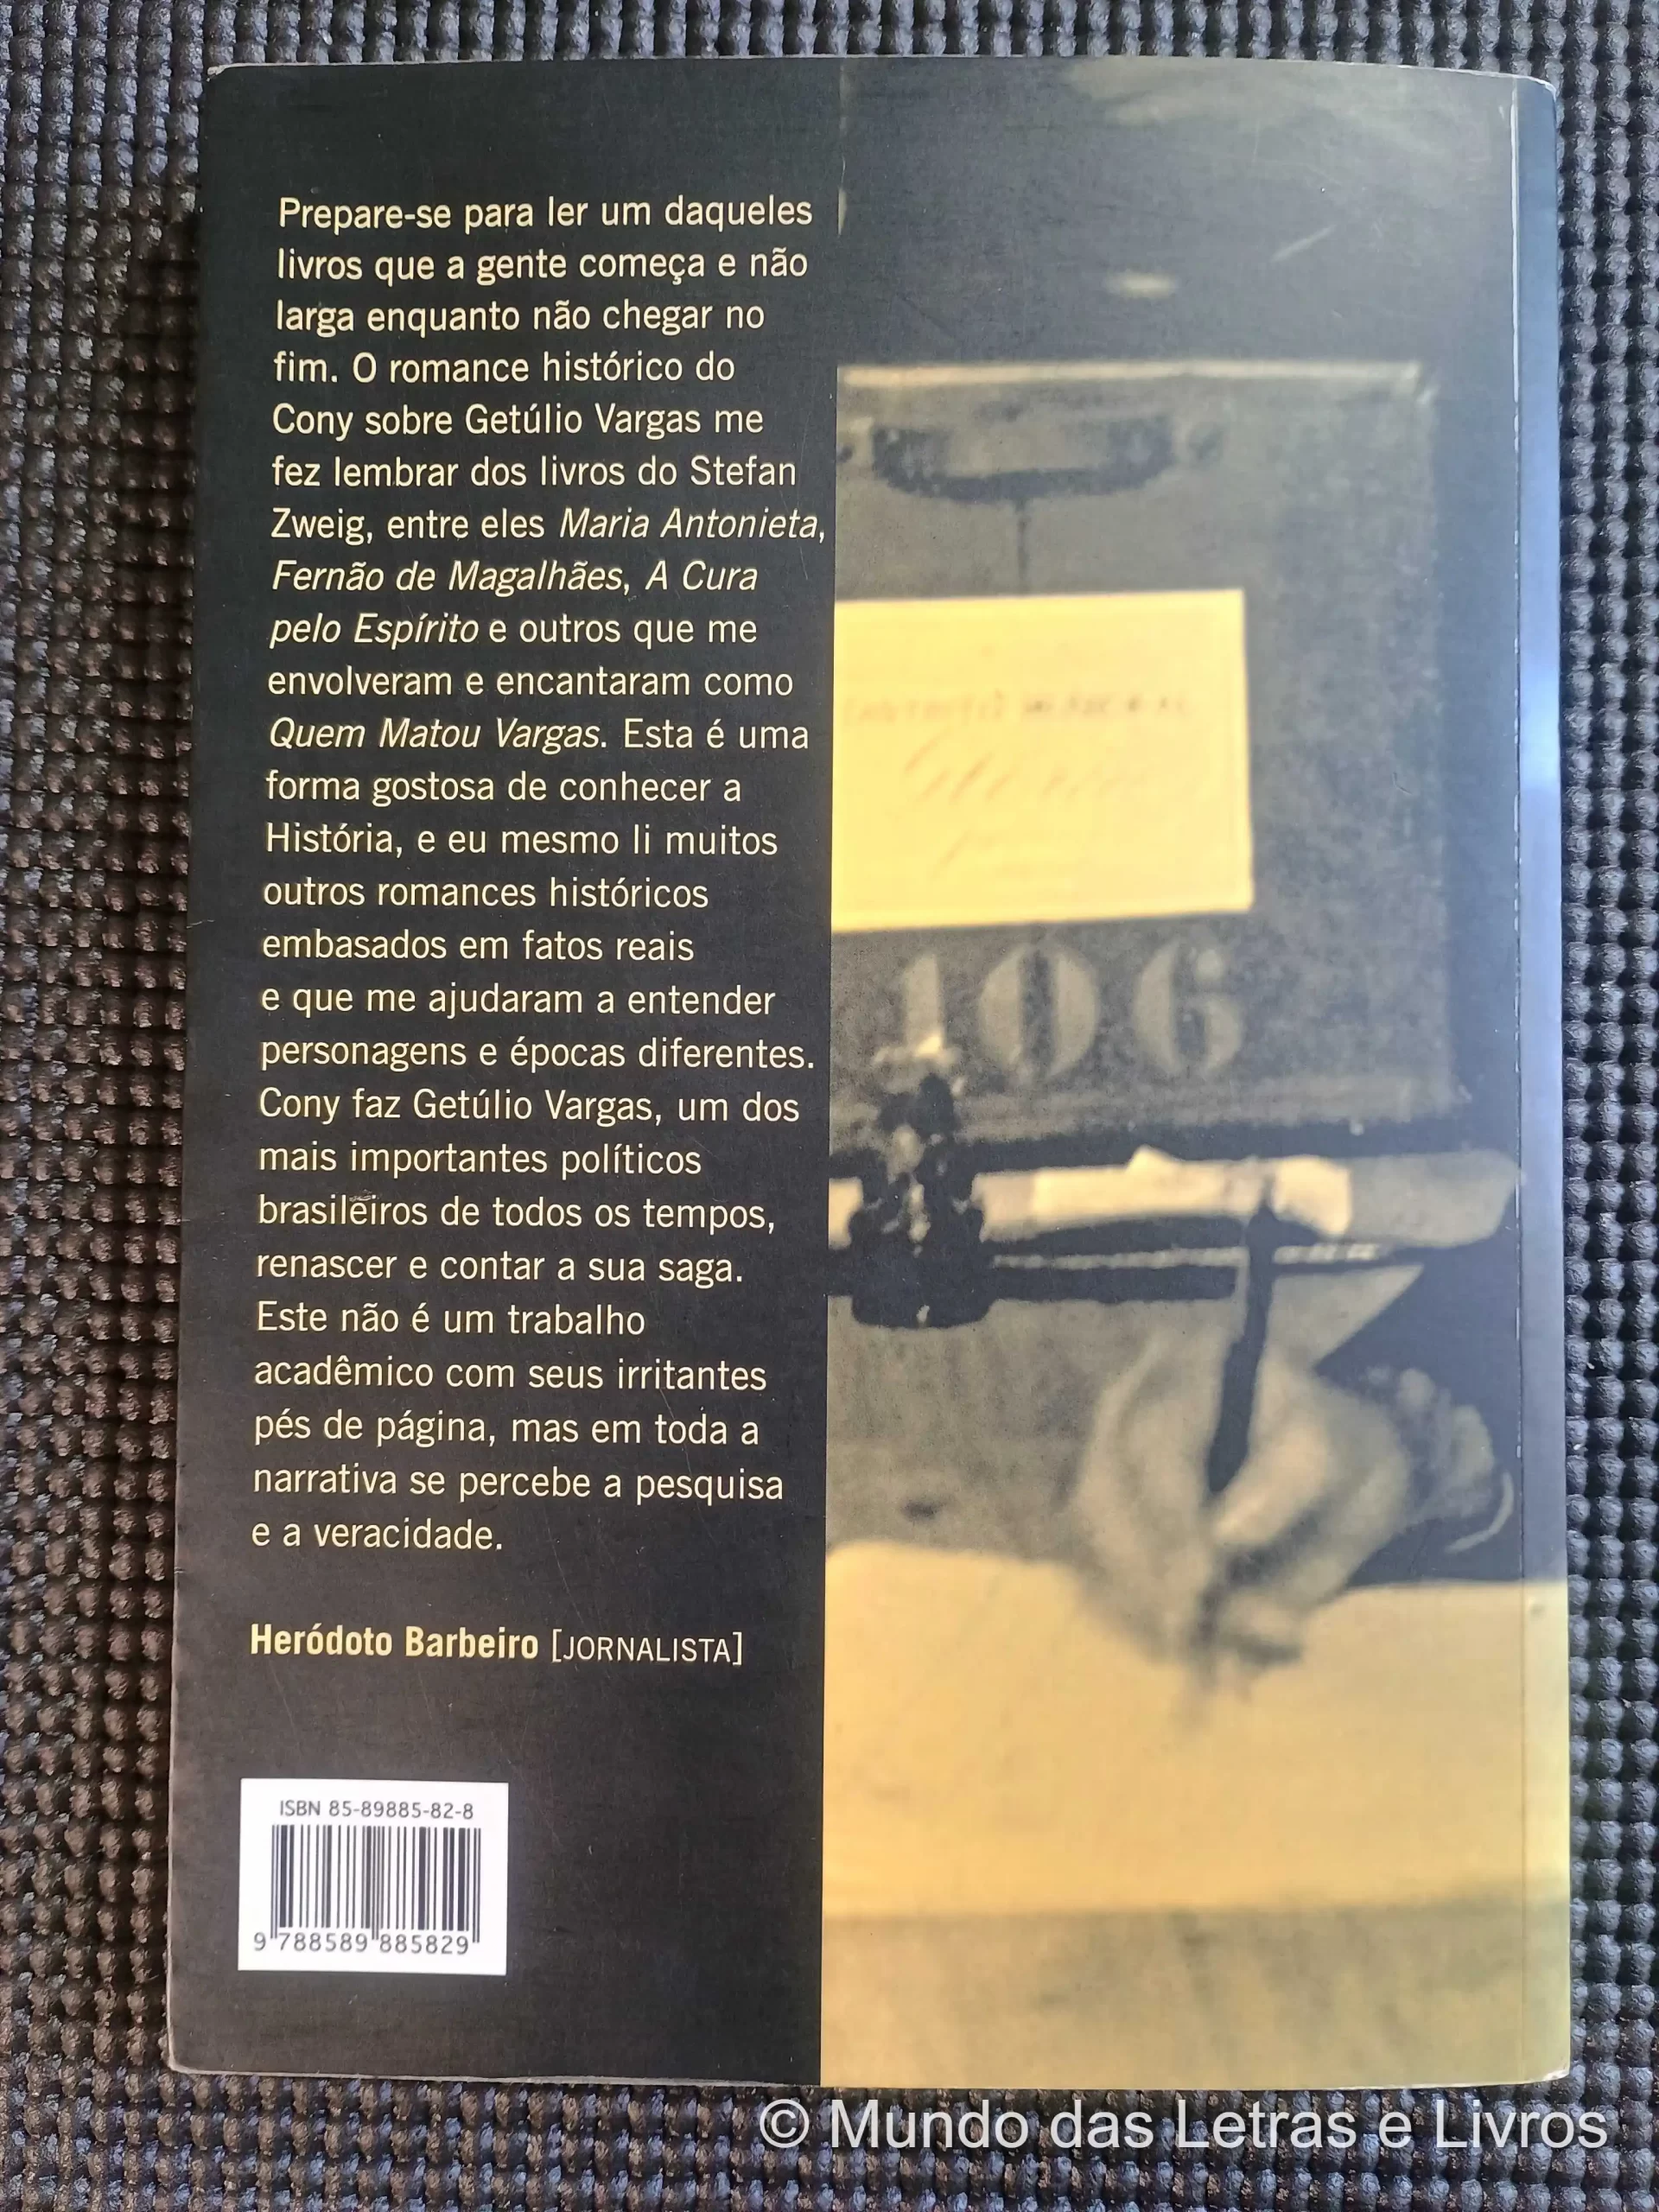 Prepare-se para ler um daqueles
livros que a gente começa e não
larga enquanto não chegar no
fim. O romance histórico do
Cony sobre Getúlio Vargas me
fez lembrar dos livros do Stefan
Zweig, entre eles Maria Antonieta,
Fernão de Magalhães, A Cura
pelo Espírito e outros que me
envolveram e encantaram como
Quem Matou Vargas. Esta é uma
forma gostosa de conhecer a
História, e eu mesmo li muitos
outros romances históricos
embasados em fatos reais
e que me ajudaram a entender
personagens e épocas diferentes.
Cony faz Getúlio Vargas, um dos
mais importantes políticos
brasileiros de todos os tempos,
renascer e contar a sua saga.
Este não é um trabalho
acadêmico com seus irritantes
pés de página, mas em toda a
narrativa se percebe a pesquisa
e a veracidade.
Heródoto Barbeiro [JORNALISTA]
ISBN 85-89885-82-8
9 788589 885829
106
© Mundo das Letras e Livros